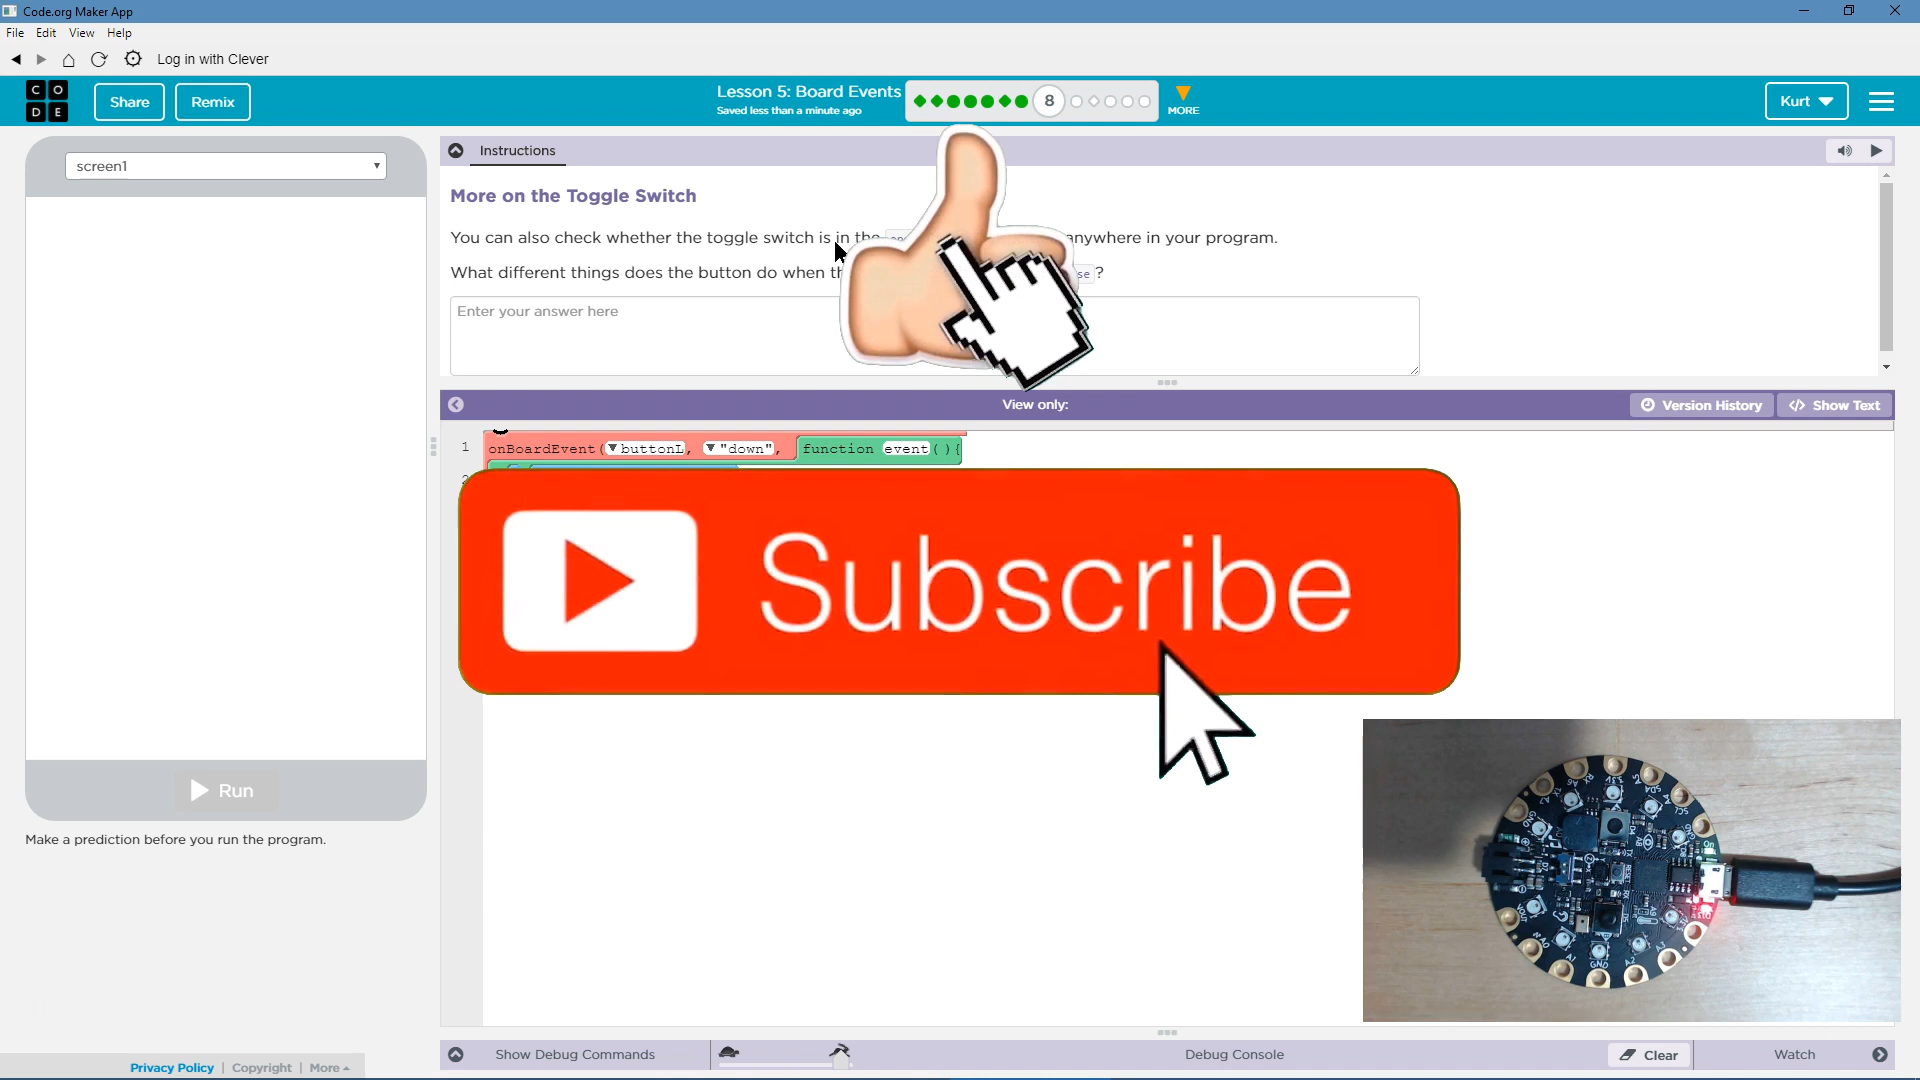 Code.org Maker App
File Edit View Help
Log in with Clever
CODE
Share
Remix
Lesson 5: Board Events
Saved less than a minute ago
8
MORE
Kurt
screen1
Instructions
More on the Toggle Switch
You can also check whether the toggle switch is in the anywhere in your program.
What different things does the button do when se ?
Enter your answer here
View only:
Version History
</> Show Text
1
onBoardEvent( buttonL, "down", function event(){
Subscribe
Run
Make a prediction before you run the program.
Privacy Policy | Copyright | More
Show Debug Commands
Debug Console
Clear
Watch